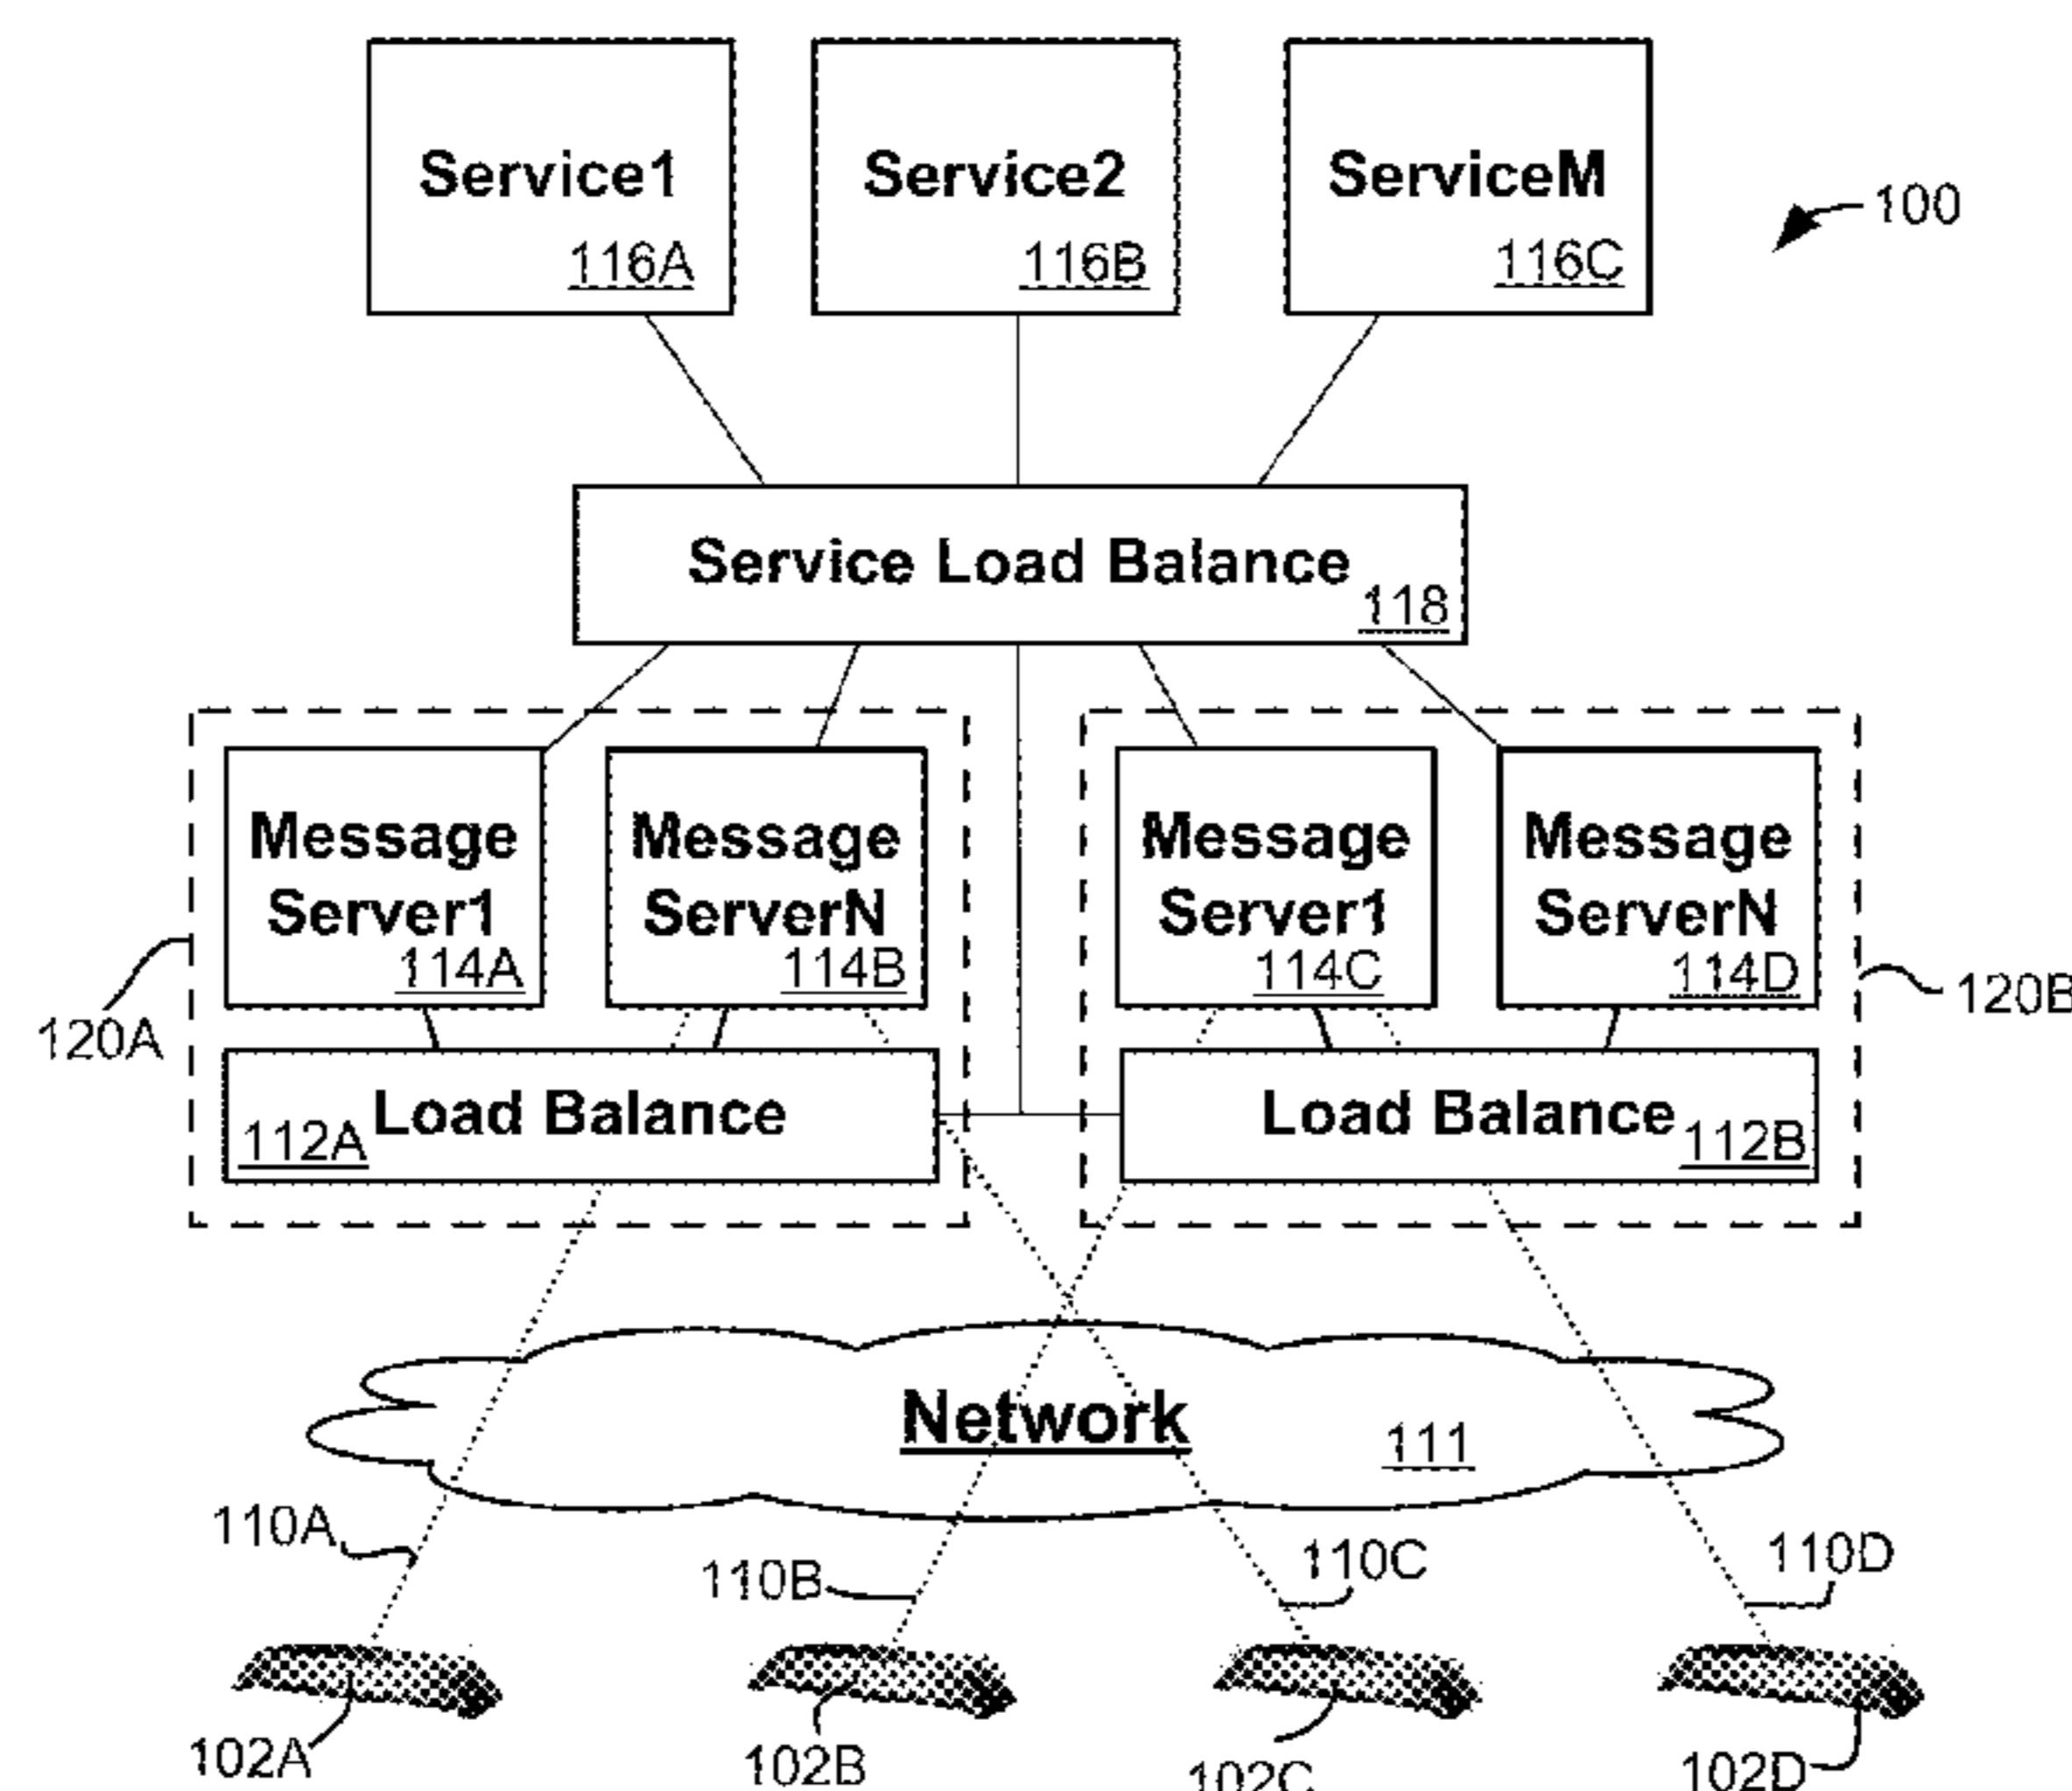 Service1
116A
Service2
116B
ServiceM
116C
100
Service Load Balance
118
Message
Server1
114A
Message
ServerN
114B
Message
Server1
114C
Message
ServerN
114D
120A
120B
112A
Load Balance
Load Balance
112B
Network
111
110A
110B
110C
110D
102A
102B
102C
102D